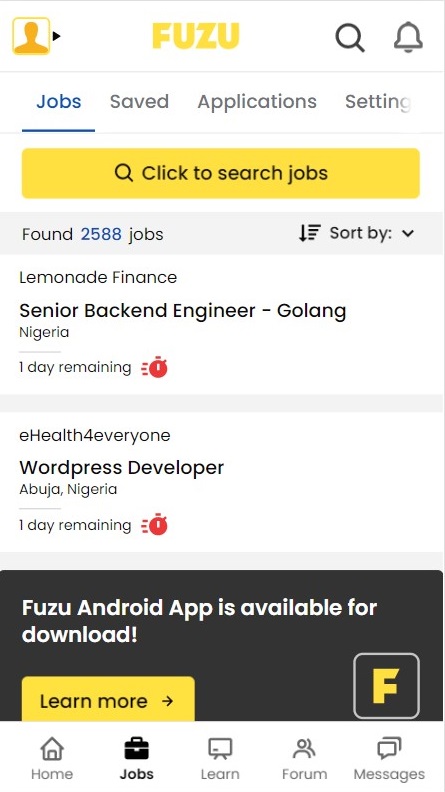 FUZU
Jobs Saved Applications Setting
Click to search jobs
Found 2588 jobs Sort by:
Lemonade Finance
Senior Backend Engineer - Golang
Nigeria
1 day remaining
eHealth4everyone
Wordpress Developer
Abuja, Nigeria
1 day remaining
Fuzu Android App is available for
download!
Learn more
F
Home Jobs Learn Forum Messages